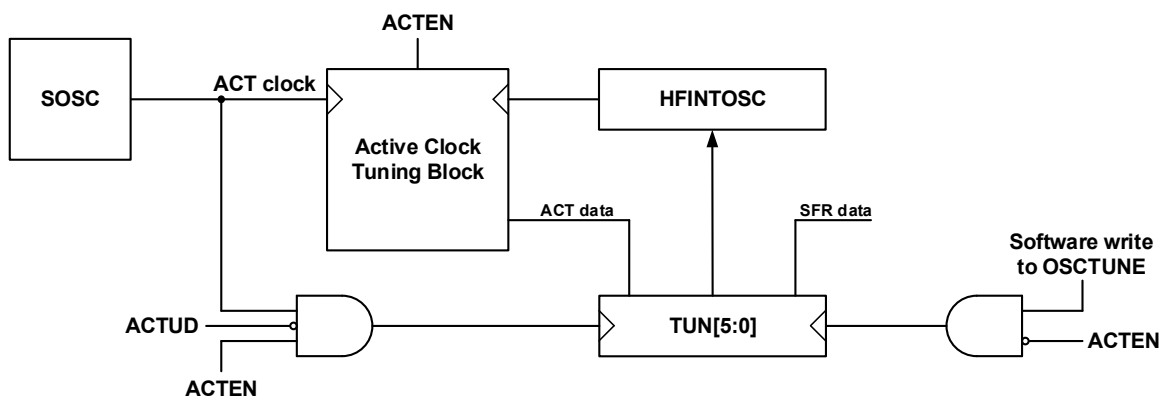 ACTEN
SOSC
ACT clock
HFINTOSC
Active Clock
Tuning Block
ACT data
SFR data
Software write
to OSCTUNE
ACTUD
TUN[5:0]
ACTEN
ACTEN